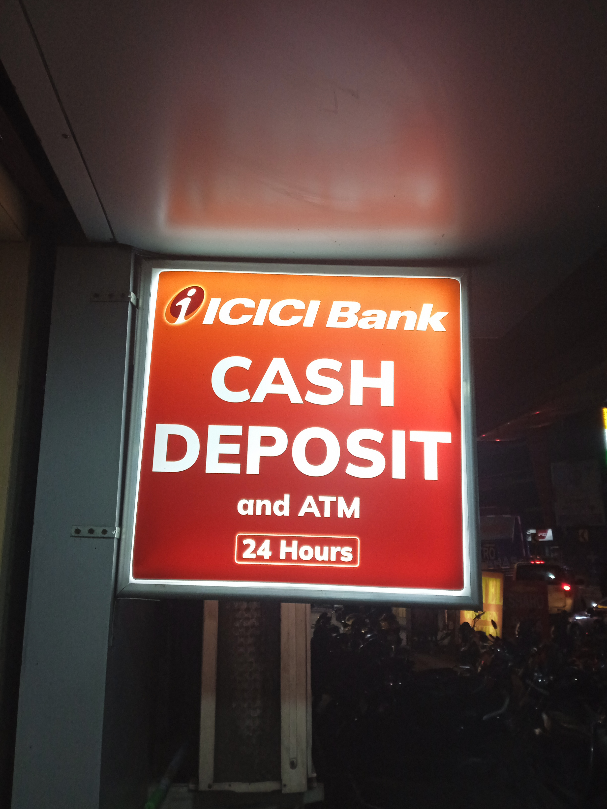 i ICICI Bank
CASH
DEPOSIT
and ATM
24 Hours